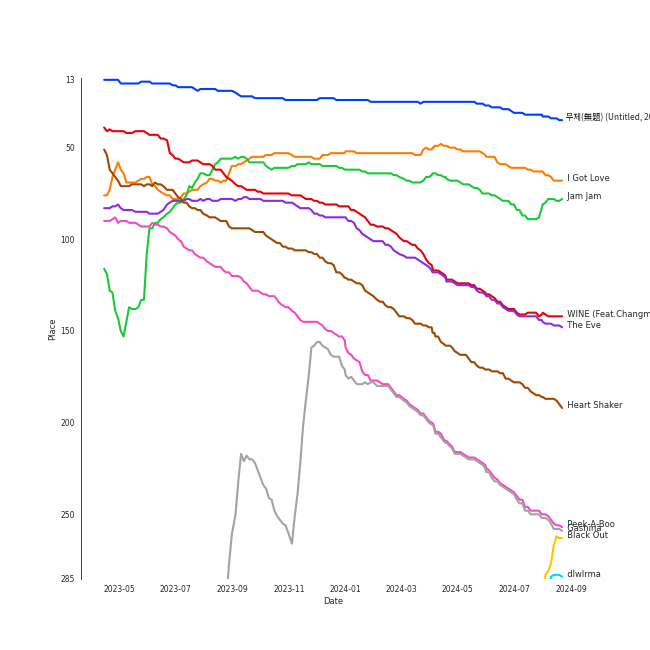 13
50
100
150
200
250
285
Place
2023-05
2023-07
2023-09
2023-11
2024-01
2024-03
2024-05
2024-07
2024-09
Date
무제(無題) (Untitled, 20
I Got Love
Jam Jam
WINE (Feat.Changm
The Eve
Heart Shaker
Peek-A-Boo
Gashina
Black Out
dlwlrma